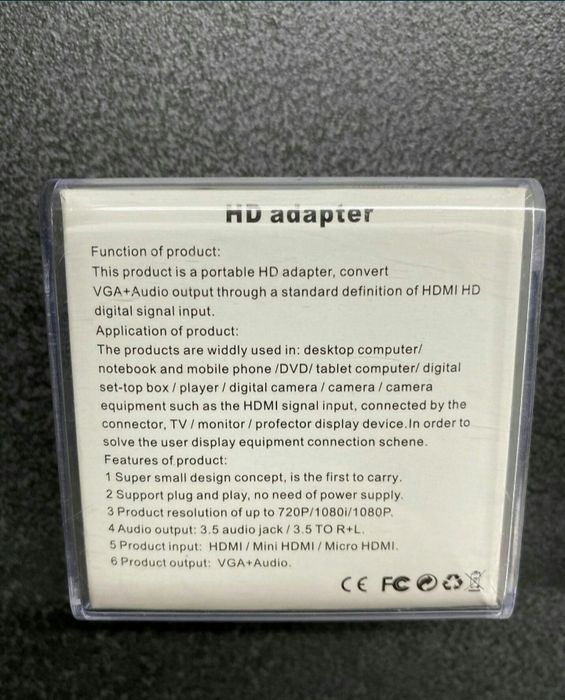 HD adapter
Function of product:
This product is a portable HD adapter, convert
VGA+Audio output through a standard definition of HDMI HD
digital signal input.
Application of product:
The products are widdly used in: desktop computer/
notebook and mobile phone /DVD/ tablet computer/ digital
set-top box / player / digital camera / camera / camera
equipment such as the HDMI signal input, connected by the
connector, TV / monitor / profector display device.In order to
solve the user display equipment connection schene.
Features of product:
1 Super small design concept, is the first to carry.
2 Support plug and play, no need of power supply.
3 Product resolution of up to 720P/1080i/1080P.
4 Audio output: 3.5 audio jack / 3.5 TO R+L.
5 Product input: HDMI / Mini HDMI / Micro HDMI.
6 Product output: VGA+Audio.
CE FC